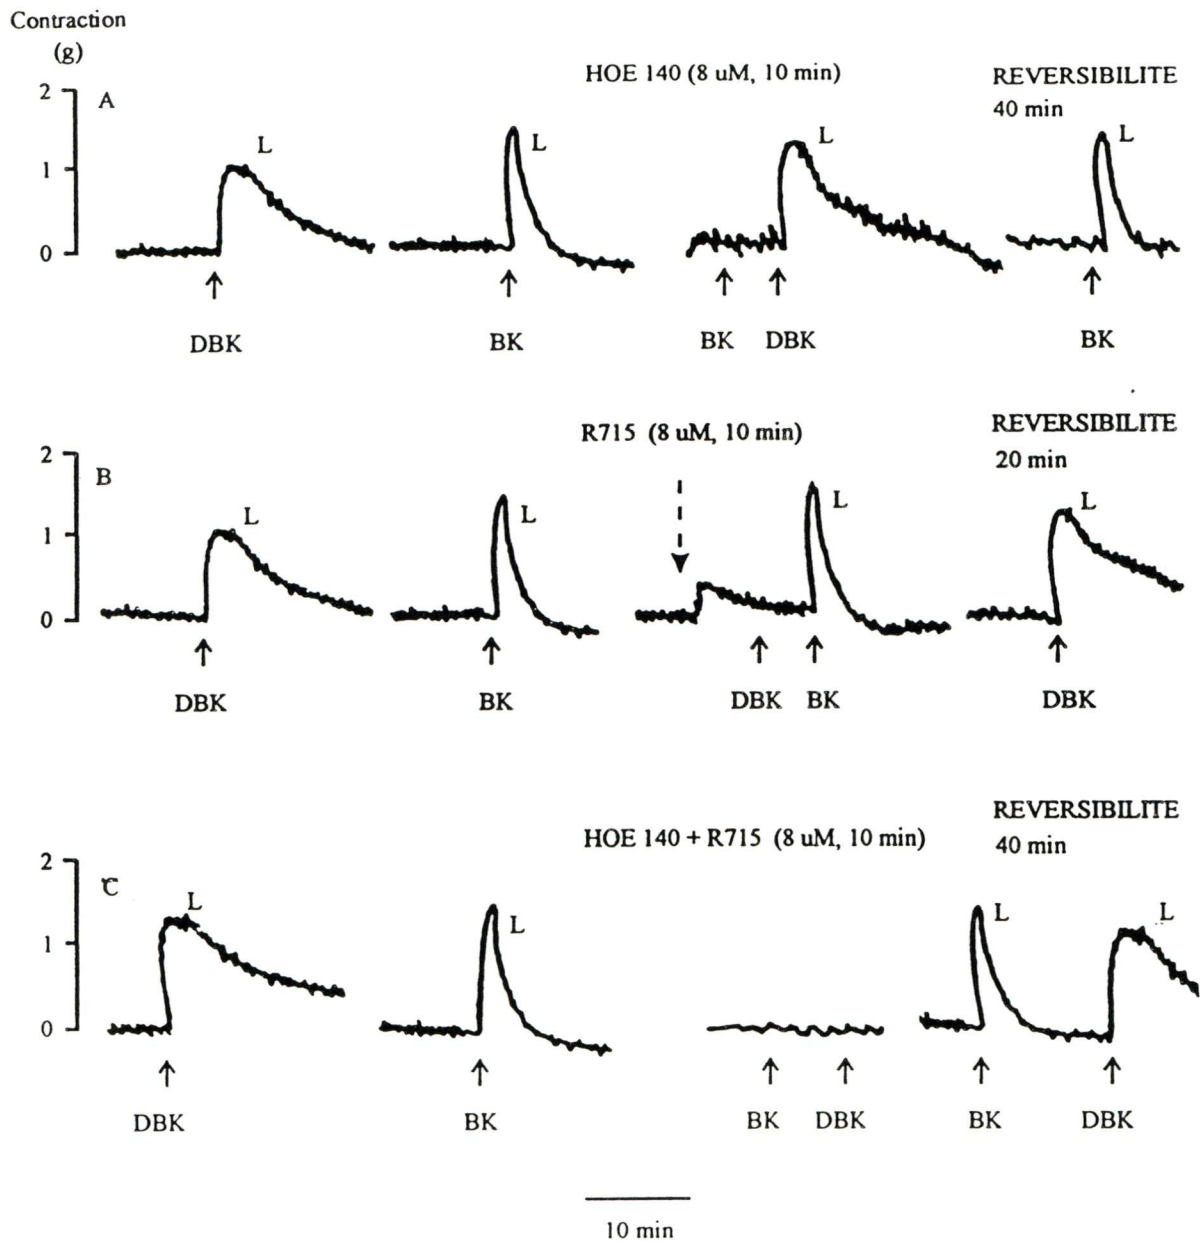 Contraction
(g)
HOE 140 (8 uM, 10 min)
REVERSIBILITE
40 min
2
A
1
0
L
L
L
L
DBK
BK
BK
DBK
BK
R715 (8 uM, 10 min)
REVERSIBILITE
20 min
2
B
1
0
L
L
L
L
DBK
BK
DBK
BK
DBK
HOE 140 + R715 (8 uM, 10 min)
REVERSIBILITE
40 min
2
C
1
0
L
L
L
L
DBK
BK
BK
DBK
BK
DBK
10 min